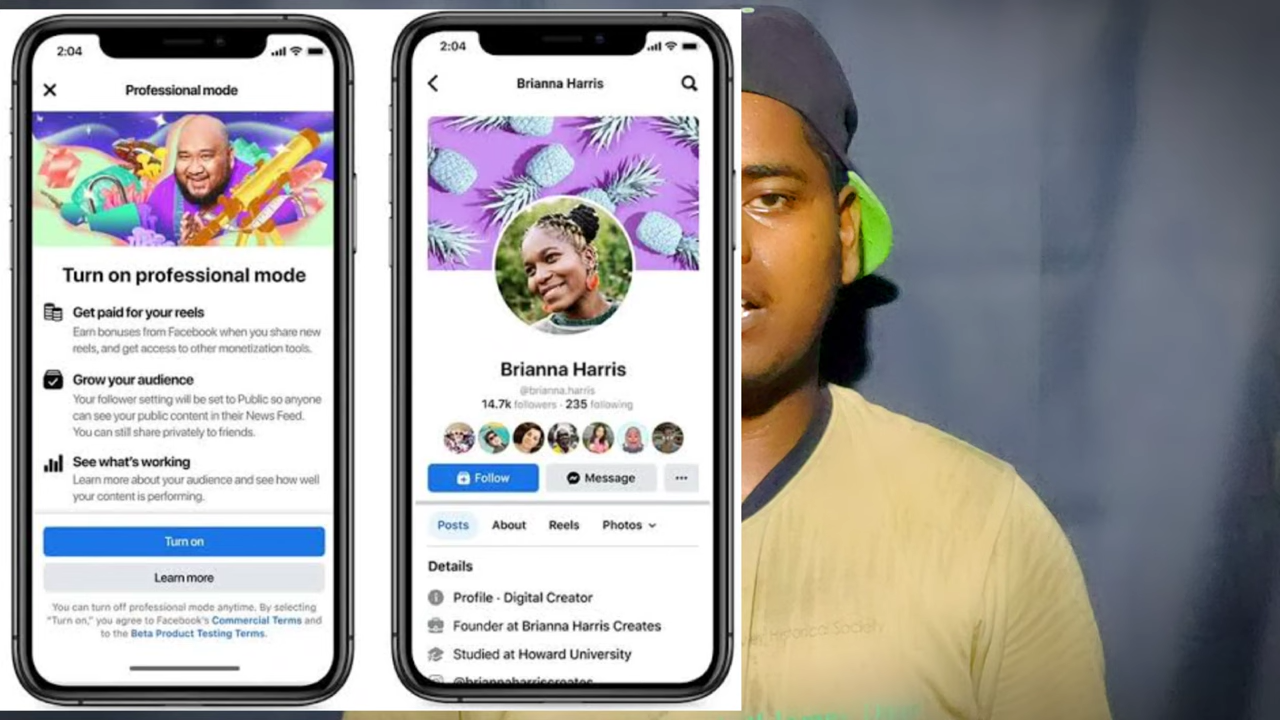 2:04
Professional mode
Turn on professional mode
Get paid for your reels
Earn bonuses from Facebook when you share new
reels, and get access to other monetization tools.
Grow your audience
Your follower setting will be set to Public so anyone
can see your public content in their News Feed.
You can still share privately to friends.
See what's working
Learn more about your audience and see how well
your content is performing.
Turn on
Learn more
You can turn off professional mode anytime. By selecting
"Turn on," you agree to Facebook's Commercial Terms and
to the Beta Product Testing Terms.
2:04
Brianna Harris
Brianna Harris
@brianna.harris
14.7k followers · 235 following
Follow
Message
Posts About Reels Photos
Details
Profile · Digital Creator
Founder at Brianna Harris Creates
Studied at Howard University
@briannaharriscreates
Historical Society